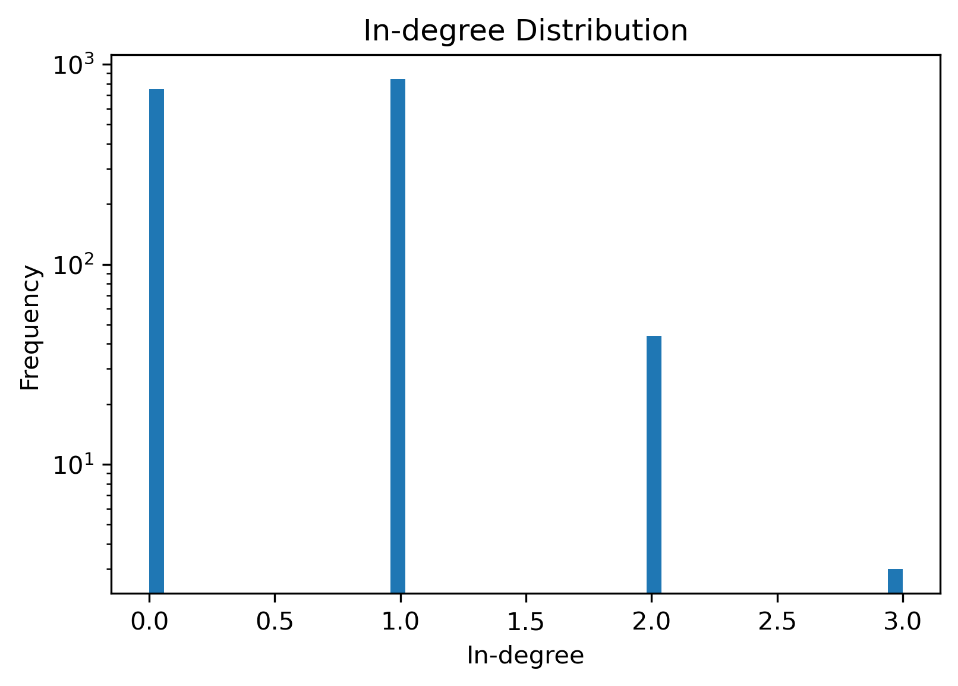 In-degree Distribution
Frequency
10³
10²
10¹
0.0 0.5 1.0 1.5 2.0 2.5 3.0
In-degree